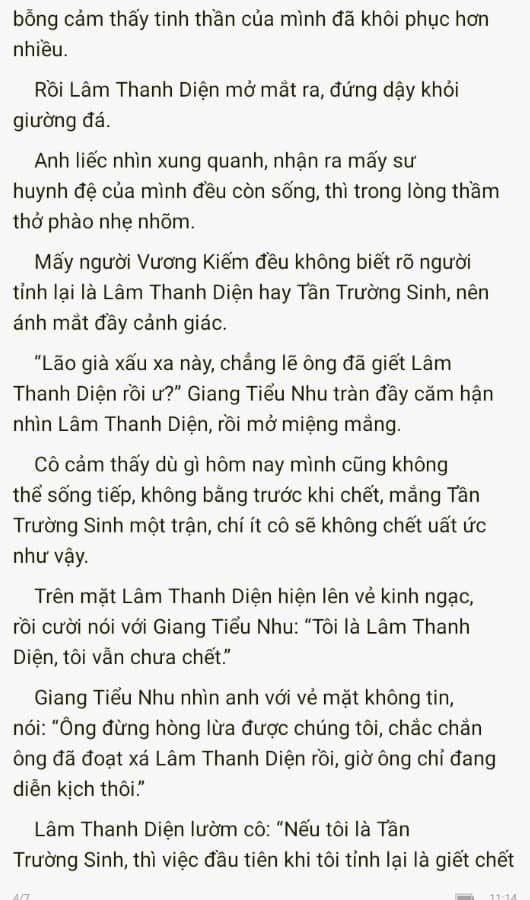 bỗng cảm thấy tinh thần của mình đã khôi phục hơn
nhiều.
Rồi Lâm Thanh Diện mở mắt ra, đứng dậy khỏi
giường đá.
Anh liếc nhìn xung quanh, nhận ra mấy sư
huynh đệ của mình đều còn sống, thì trong lòng thầm
thở phào nhẹ nhõm.
Mấy người Vương Kiếm đều không biết rõ người
tỉnh lại là Lâm Thanh Diện hay Tần Trường Sinh, nên
ánh mắt đầy cảnh giác.
"Lão già xấu xa này, chẳng lẽ ông đã giết Lâm
Thanh Diện rồi ư?" Giang Tiểu Nhu tràn đầy căm hận
nhìn Lâm Thanh Diện, rồi mở miệng mắng.
Cô cảm thấy dù gì hôm nay mình cũng không
thể sống tiếp, không bằng trước khi chết, mắng Tần
Trường Sinh một trận, chí ít cô sẽ không chết uất ức
như vậy.
Trên mặt Lâm Thanh Diện hiện lên vẻ kinh ngạc,
rồi cười nói với Giang Tiểu Nhu: "Tôi là Lâm Thanh
Diện, tôi vẫn chưa chết."
Giang Tiểu Nhu nhìn anh với vẻ mặt không tin,
nói: "Ông đừng hòng lừa được chúng tôi, chắc chắn
ông đã đoạt xá Lâm Thanh Diện rồi, giờ ông chỉ đang
diễn kịch thôi."
Lâm Thanh Diện lườm cô: "Nếu tôi là Tần
Trường Sinh, thì việc đầu tiên khi tôi tỉnh lại là giết chết
4/7 11:14